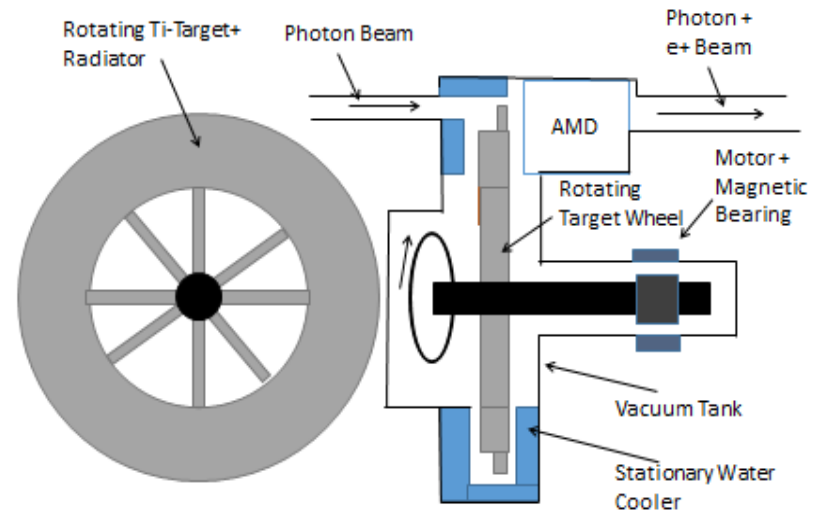 Rotating Ti-Target+
Radiator
Photon Beam
Photon +
e+ Beam
AMD
Motor +
Magnetic
Bearing
Rotating
Target Wheel
Vacuum Tank
Stationary Water
Cooler